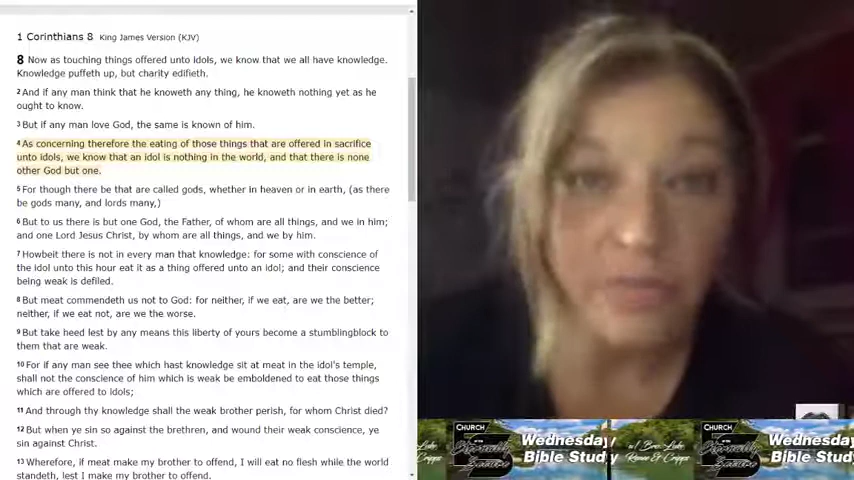 1 Corinthians 8 King James Version (KJV)
8 Now as touching things offered unto idols, we know that we all have knowledge.
Knowledge puffeth up, but charity edifieth.
2 And if any man think that he knoweth any thing, he knoweth nothing yet as he
ought to know.
3 But if any man love God, the same is known of him.
4 As concerning therefore the eating of those things that are offered in sacrifice
unto idols, we know that an idol is nothing in the world, and that there is none
other God but one.
5 For though there be that are called gods, whether in heaven or in earth, (as there
be gods many, and lords many,)
6 But to us there is but one God, the Father, of whom are all things, and we in him;
and one Lord Jesus Christ, by whom are all things, and we by him.
7 Howbeit there is not in every man that knowledge: for some with conscience of
the idol unto this hour eat it as a thing offered unto an idol; and their conscience
being weak is defiled.
8 But meat commendeth us not to God: for neither, if we eat, are we the better;
neither, if we eat not, are we the worse.
9 But take heed lest by any means this liberty of yours become a stumblingblock to
them that are weak.
10 For if any man see thee which hast knowledge sit at meat in the idol's temple,
shall not the conscience of him which is weak be emboldened to eat those things
which are offered to idols;
11 And through thy knowledge shall the weak brother perish, for whom Christ died?
12 But when ye sin so against the brethren, and wound their weak conscience, ye
sin against Christ.
13 Wherefore, if meat make my brother to offend, I will eat no flesh while the world
standeth, lest I make my brother to offend.
CHURCH
Eternally
Secure
Wednesday
Bible Stud
CHURCH
Eternally
Secure
Wednesday
Bible Study